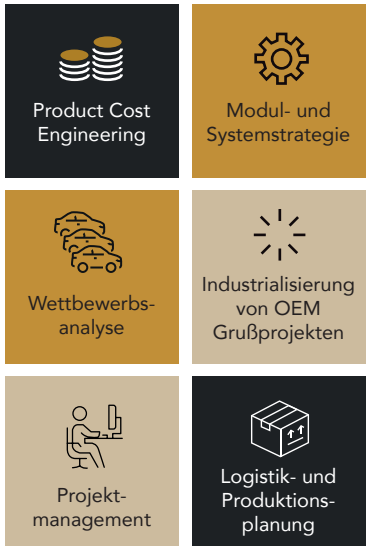 Product Cost
Engineering
Modul- und
Systemstrategie
Wettbewerbs-
analyse
Industrialisierung
von OEM
Grußprojekten
Projekt-
management
Logistik- und
Produktions-
planung